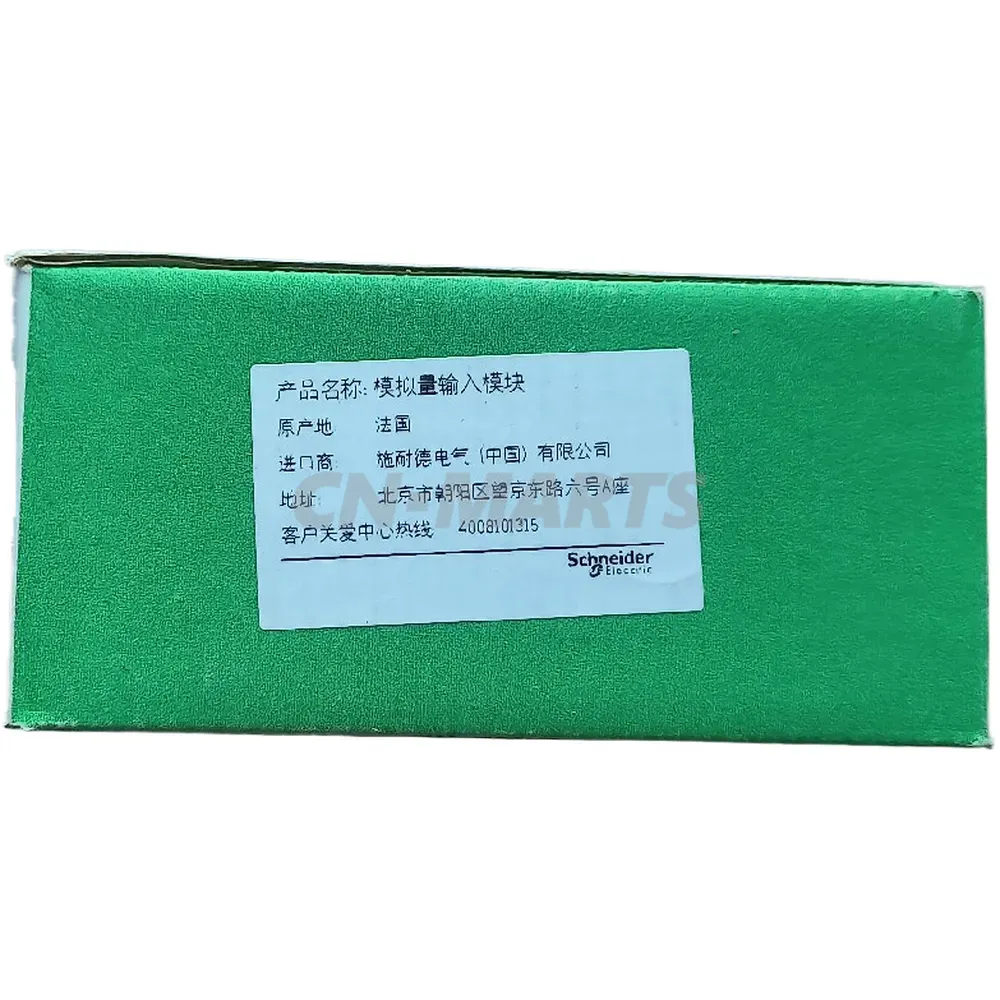 产品名称: 模拟量输入模块
原产地 法国
进口商: 施耐德电气 (中国) 有限公司
地址: 北京市朝阳区望京东路六号A座
CN-MARTS
客户关爱中心热线 4008101315
Schneider
Electric